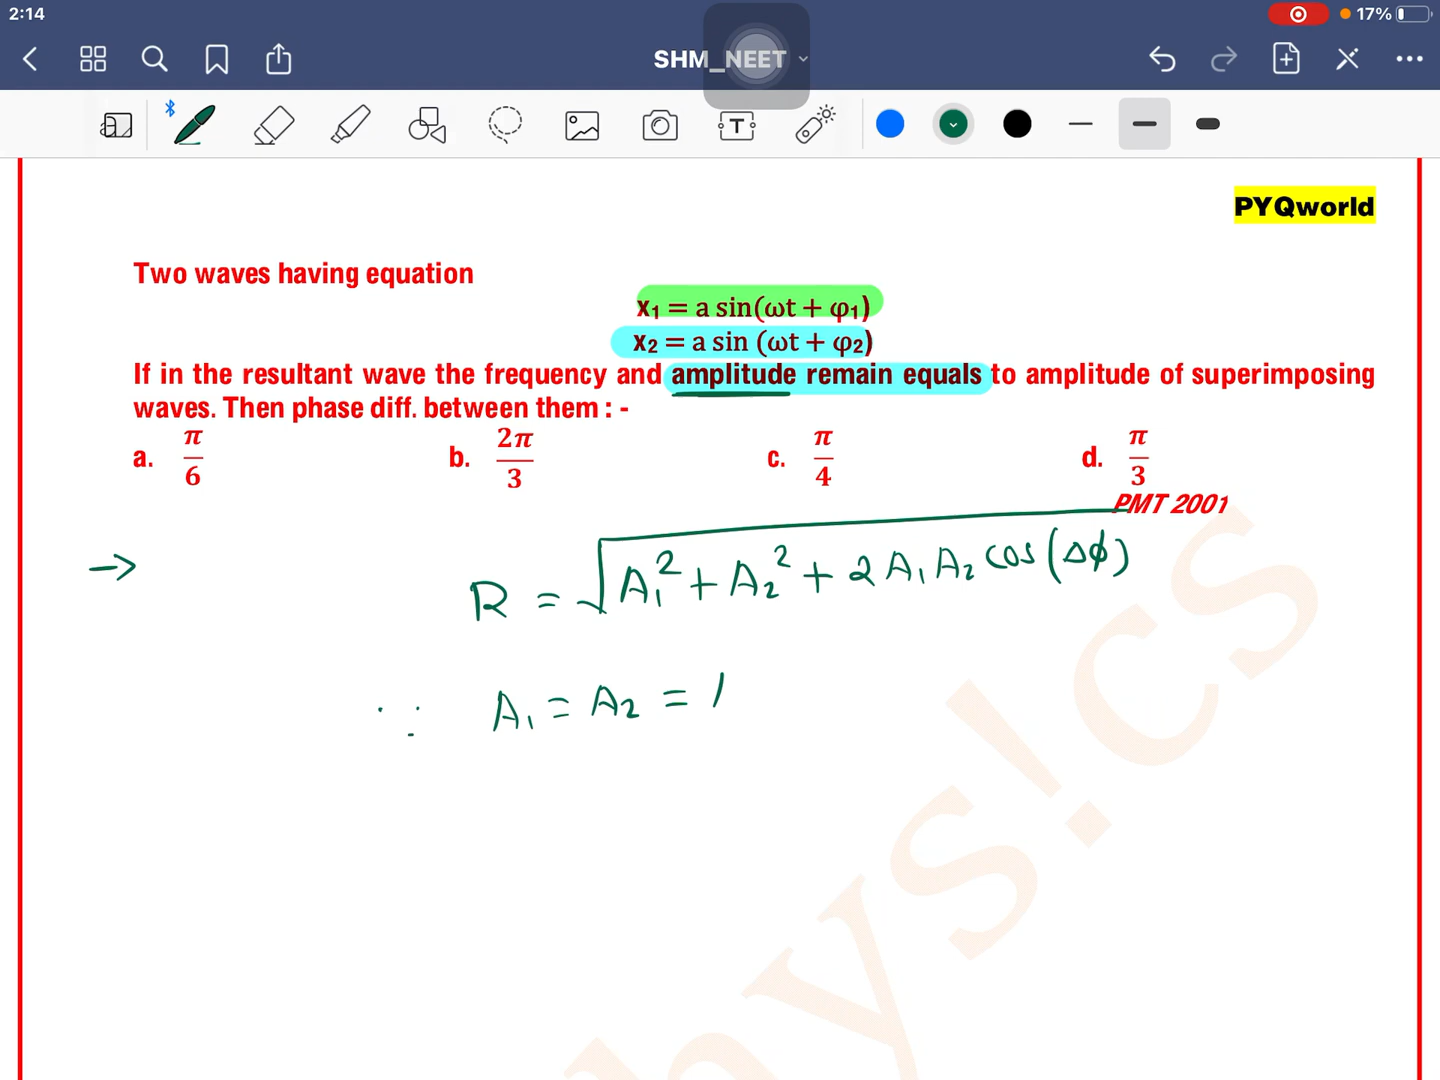 2:14
17%
SHM_NEET
T
PYQworld
Two waves having equation
x₁ = a sin(ωt + φ₁)
x₂ = a sin (ωt + φ₂)
If in the resultant wave the frequency and amplitude remain equals to amplitude of superimposing
waves. Then phase diff. between them : -
a. π/6 b. 2π/3 c. π/4 d. π/3
PMT 2001
→ R = √(A₁² + A₂² + 2A₁A₂ cos(Δϕ))
∵ A₁ = A₂ =
ays!cs